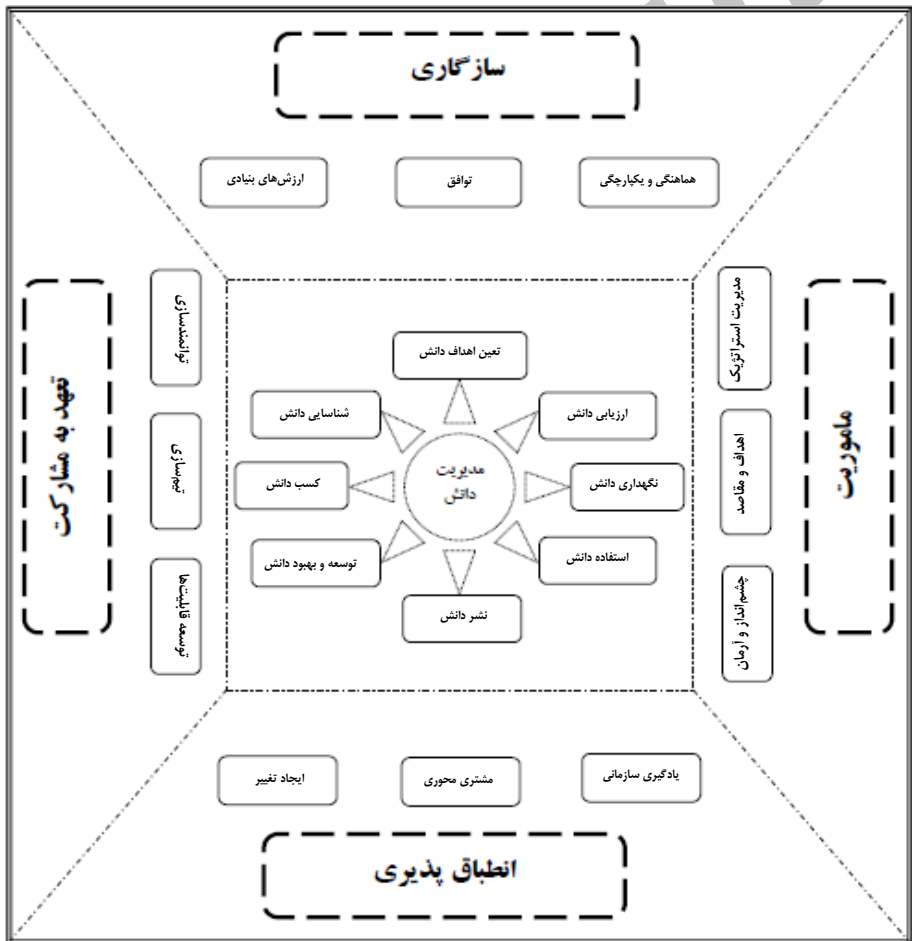 سازگاری
هماهنگی و یکپارچگی
توافق
ارزش‌های بنیادی
ماموریت
مدیریت استراتژیک
اهداف و مقاصد
چشم‌انداز و آرمان
تعین اهداف دانش
ارزیابی دانش
شناسایی دانش
مدیریت
دانش
نگهداری دانش
کسب دانش
استفاده دانش
توسعه و بهبود دانش
نشر دانش
توانمندسازی
تیم‌سازی
توسعه قابلیت‌ها
تعهد به مشارکت
یادگیری سازمانی
مشتری محوری
ایجاد تغییر
انطباق پذیری